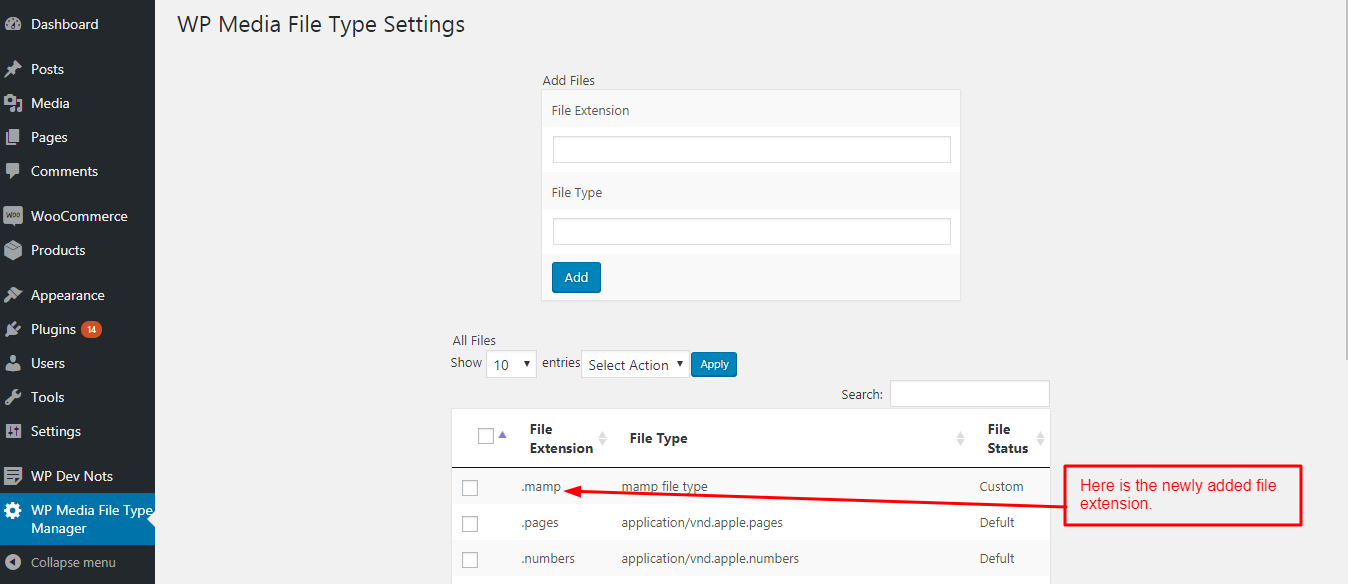 Dashboard
Posts
Media
Pages
Comments
WOO WooCommerce
Products
Appearance
Plugins 14
Users
Tools
Settings
WP Dev Nots
WP Media File Type
Manager
Collapse menu
WP Media File Type Settings
Add Files
File Extension
File Type
Add
All Files
Show 10 entries Select Action Apply
Search:
File
Extension
File Type
File
Status
.mamp mamp file type Custom
.pages application/vnd.apple.pages Defult
.numbers application/vnd.apple.numbers Defult
Here is the newly added file
extension.